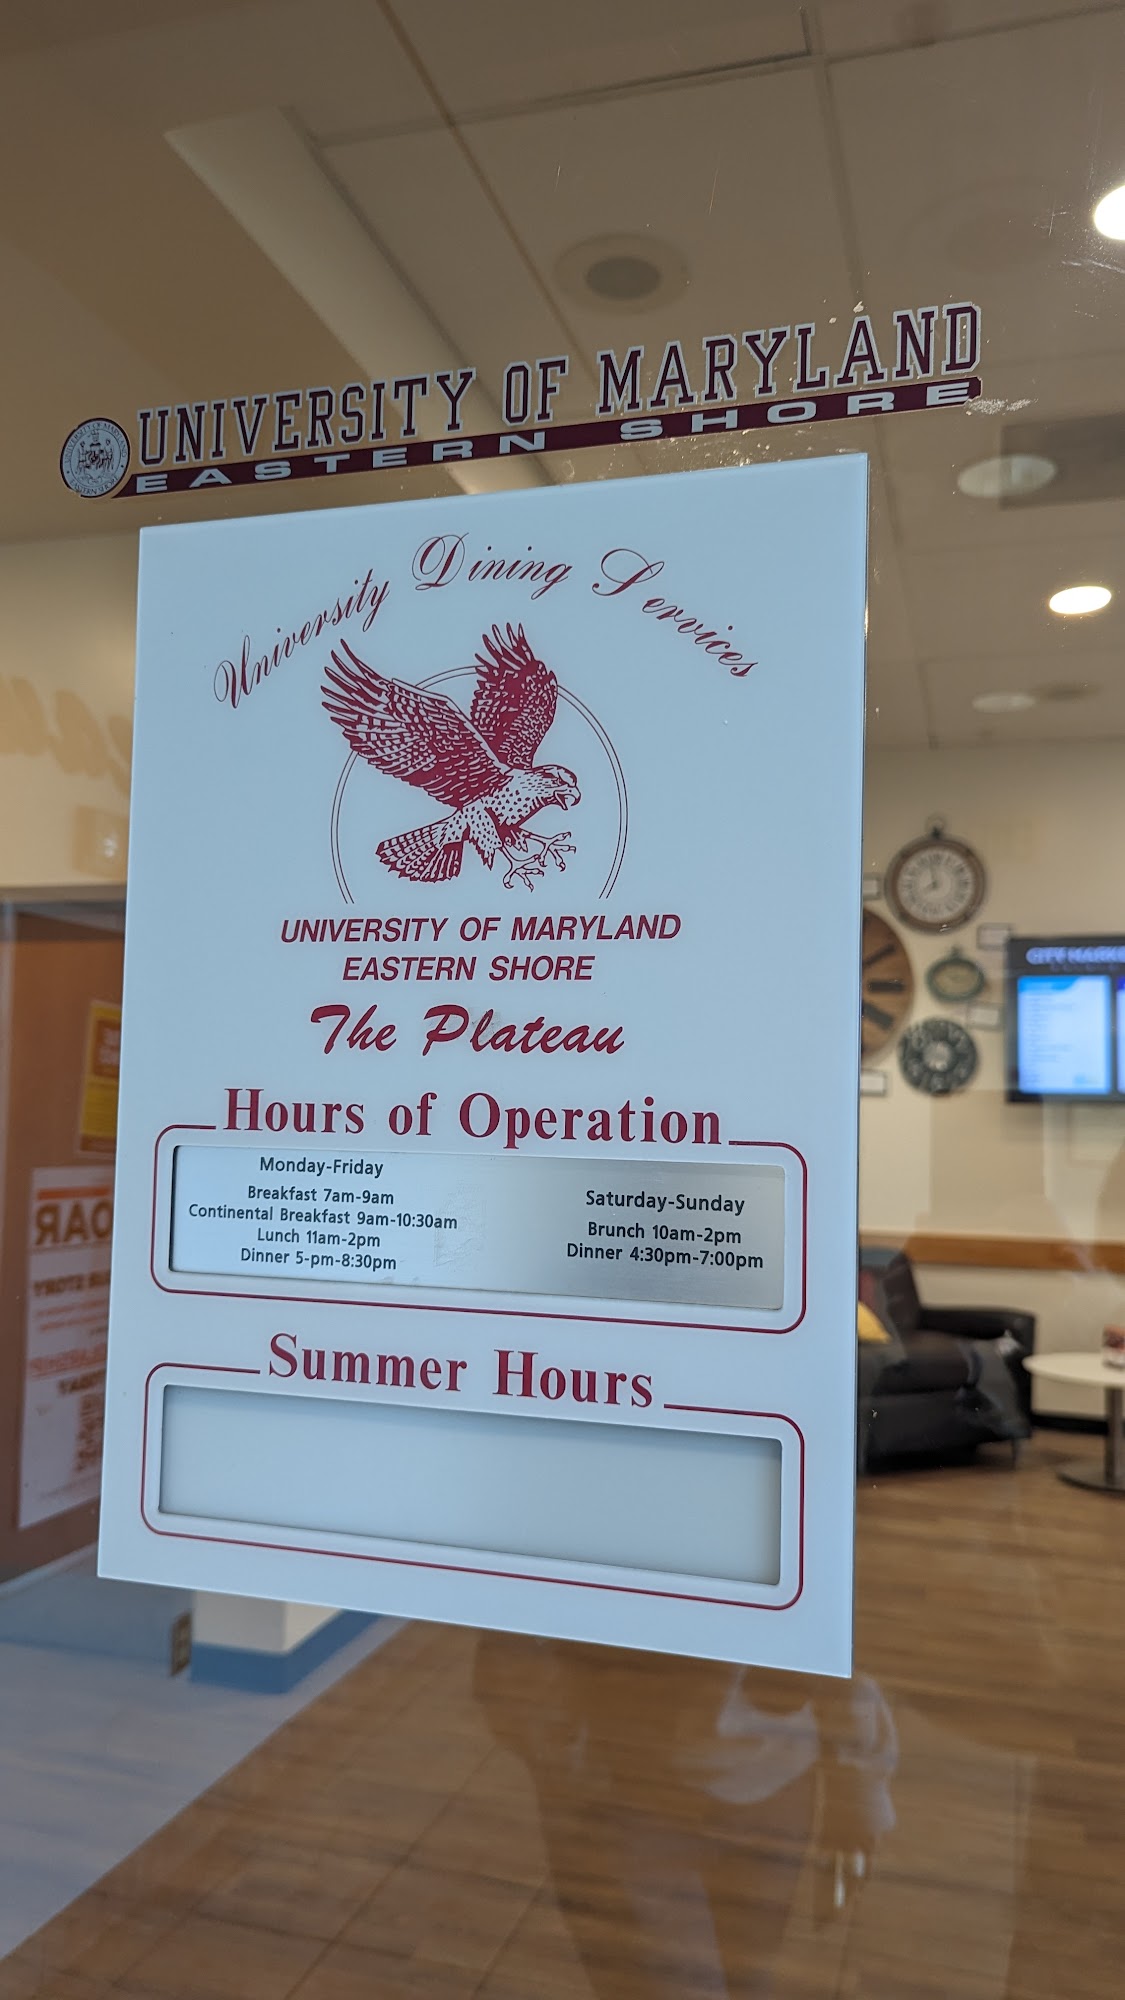 UNIVERSITY OF MARYLAND
EASTERN SHORE
University Dining Services
UNIVERSITY OF MARYLAND
EASTERN SHORE
The Plateau
Hours of Operation
Monday-Friday
Breakfast 7am-9am
Continental Breakfast 9am-10:30am
Lunch 11am-2pm
Dinner 5-pm-8:30pm
Saturday-Sunday
Brunch 10am-2pm
Dinner 4:30pm-7:00pm
Summer Hours
CITY